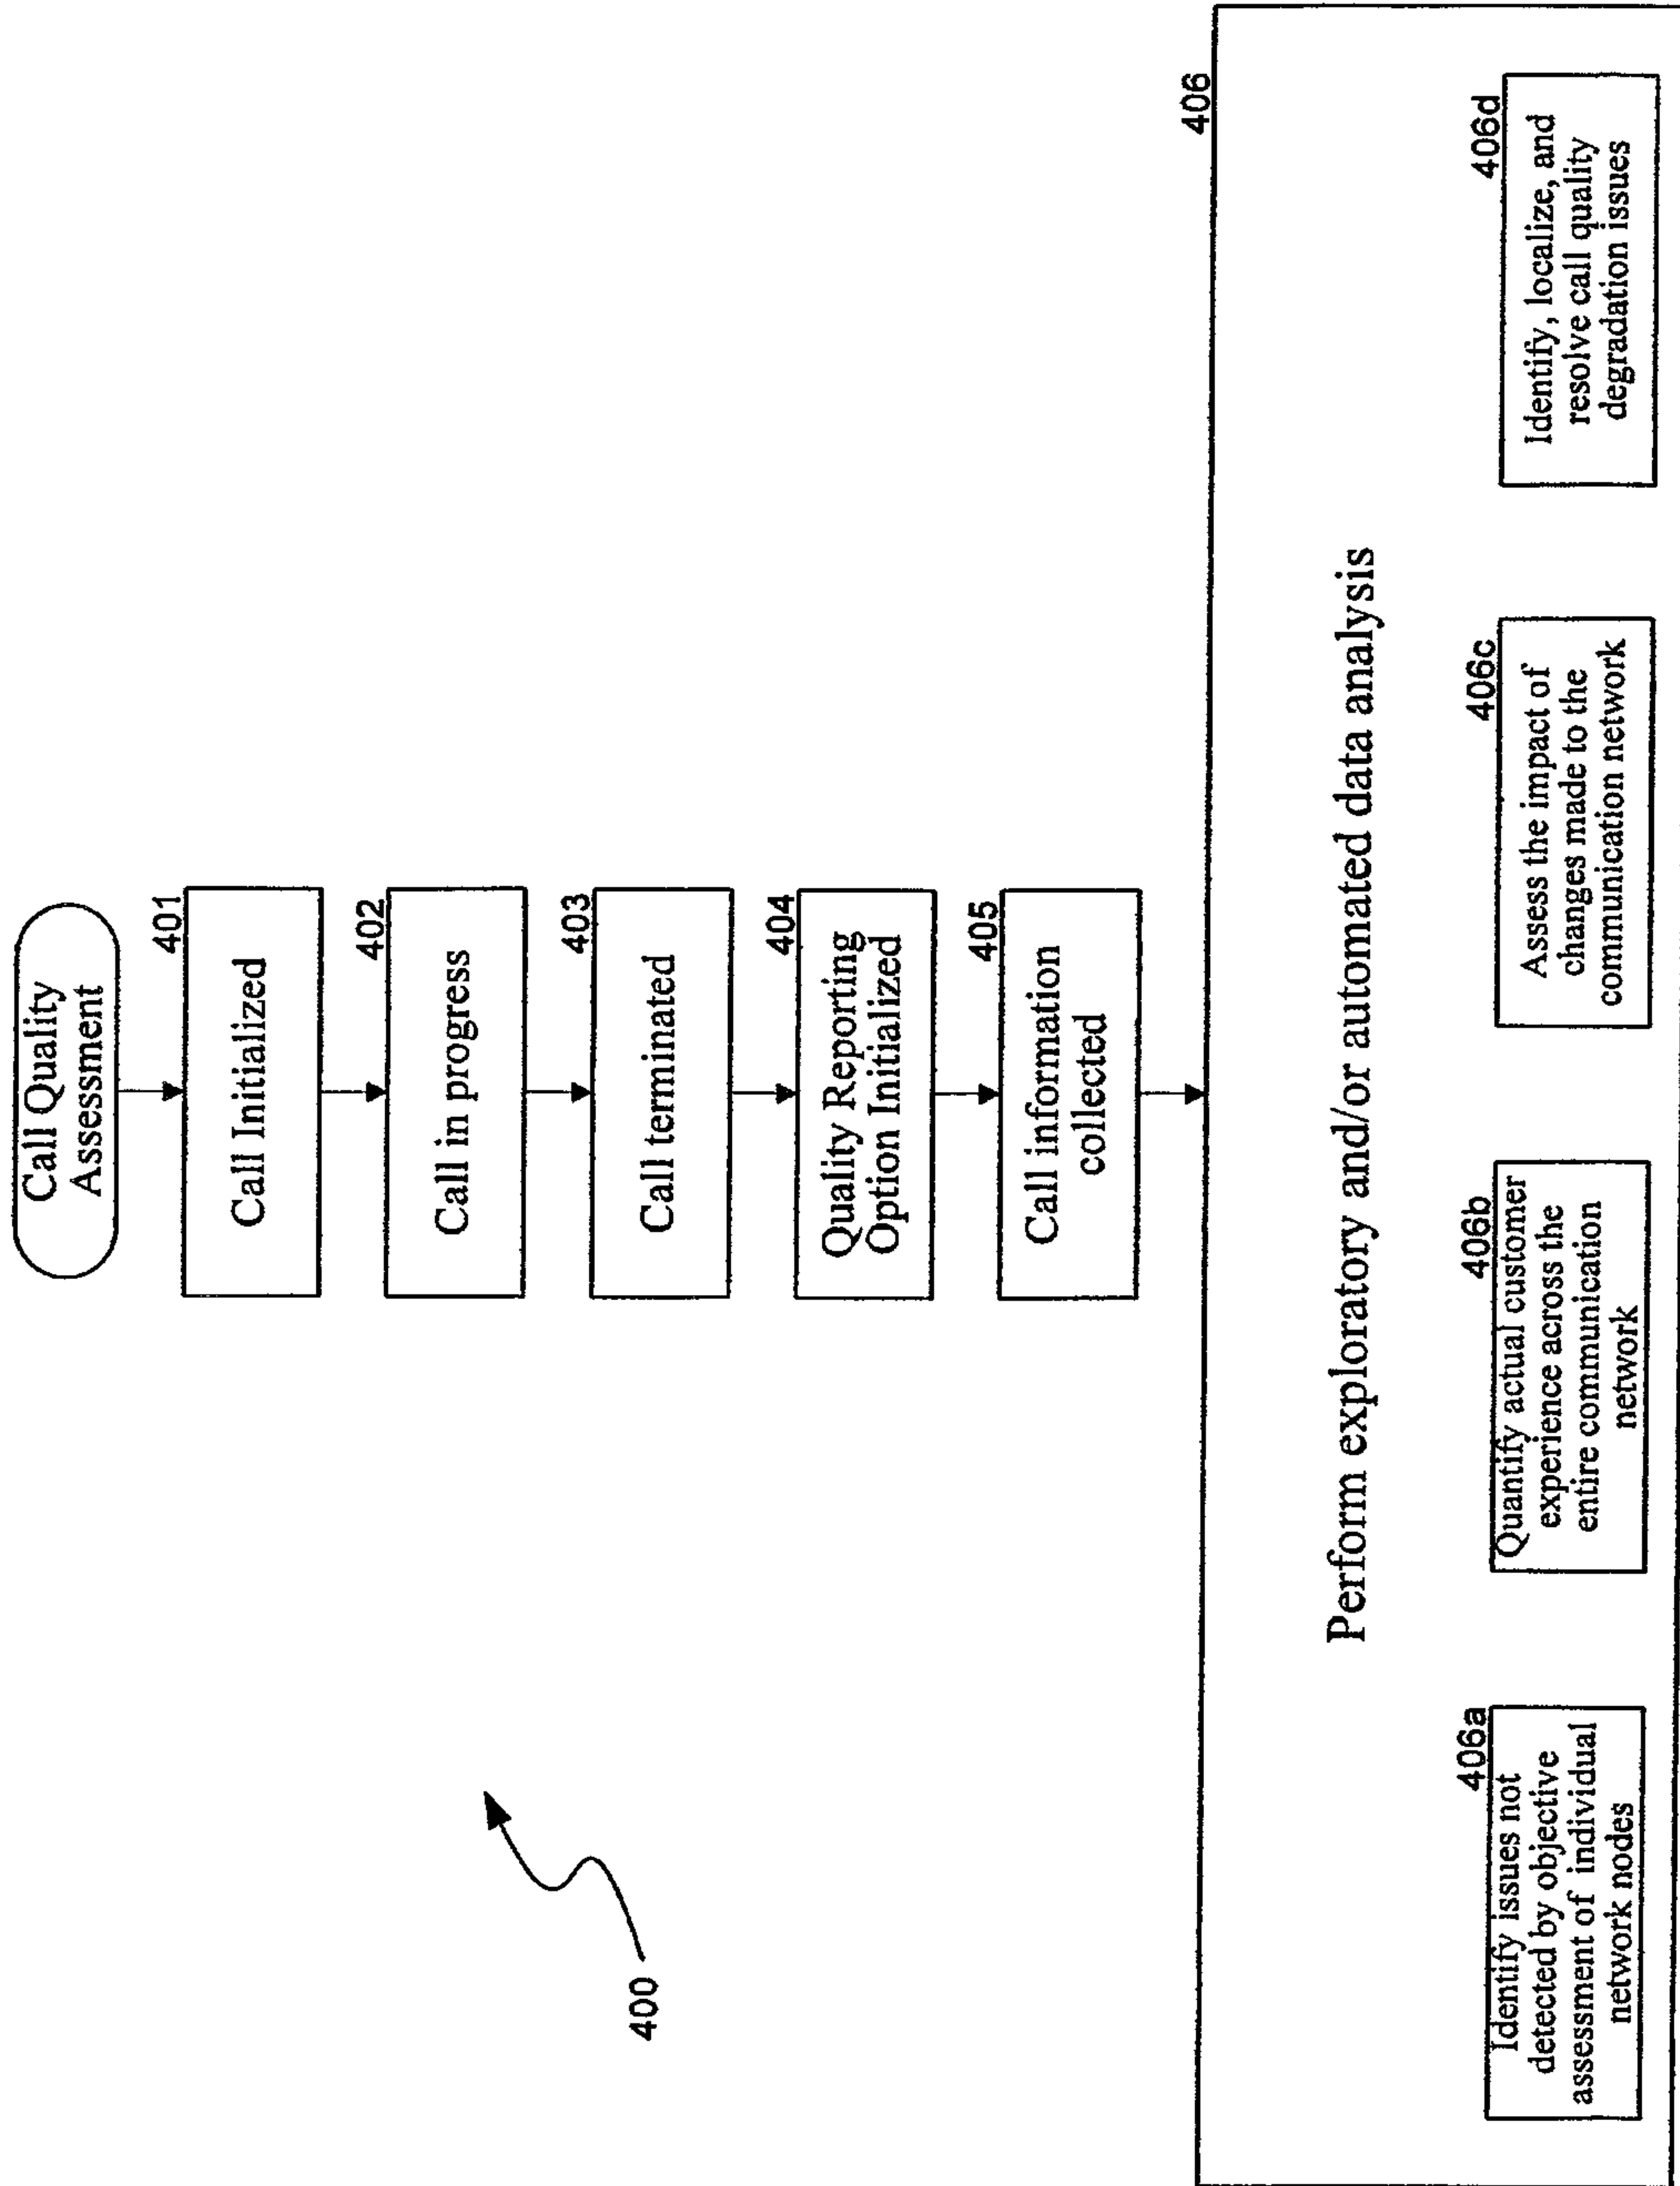 Call Quality
Assessment
401
Call Initialized
402
Call in progress
403
Call terminated
404
Quality Reporting
Option Initialized
405
Call information
collected
400
406
Perform exploratory and/or automated data analysis
406a
Identify issues not
detected by objective
assessment of individual
network nodes
406b
Quantify actual customer
experience across the
entire communication
network
406c
Assess the impact of
changes made to the
communication network
406d
Identify, localize, and
resolve call quality
degradation issues